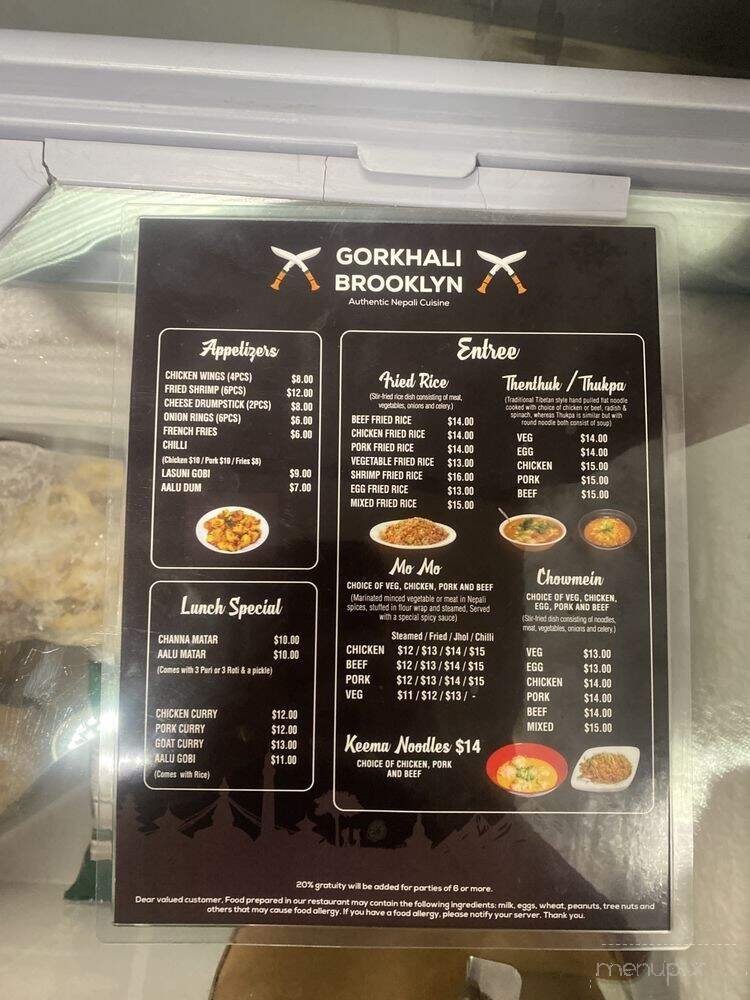 GORKHALI
BROOKLYN
Authentic Nepali Cuisine
Appetizers
CHICKEN WINGS (4PCS) $8.00
FRIED SHRIMP (6PCS) $12.00
CHEESE DRUMPSTICK (2PCS) $8.00
ONION RINGS (6PCS) $6.00
FRENCH FRIES $6.00
CHILLI
(Chicken $10 / Pork $10 / Fries $8)
LASUNI GOBI $9.00
AALU DUM $7.00
Lunch Special
CHANNA MATAR $10.00
AALU MATAR $10.00
(Comes with 3 Puri or 3 Roti & a pickle)
CHICKEN CURRY $12.00
PORK CURRY $12.00
GOAT CURRY $13.00
AALU GOBI $11.00
(Comes with Rice)
Entree
Fried Rice
(Stir-fried rice dish consisting of meat,
vegetables, onions and celery.)
BEEF FRIED RICE $14.00
CHICKEN FRIED RICE $14.00
PORK FRIED RICE $14.00
VEGETABLE FRIED RICE $13.00
SHRIMP FRIED RICE $16.00
EGG FRIED RICE $13.00
MIXED FRIED RICE $15.00
Thenthuk / Thukpa
(Traditional Tibetan style hand pulled flat noodle
cooked with choice of chicken or beef, radish &
spinach, whereas Thukpa is similar but with
round noodle both consist of soup)
VEG $14.00
EGG $14.00
CHICKEN $15.00
PORK $15.00
BEEF $15.00
Mo Mo
CHOICE OF VEG, CHICKEN, PORK AND BEEF
(Marinated minced vegetable or meat in Nepali
spices, stuffed in flour wrap and steamed, Served
with a special spicy sauce)
Steamed / Fried / Jhol / Chilli
CHICKEN $12 / $13 / $14 / $15
BEEF $12 / $13 / $14 / $15
PORK $12 / $13 / $14 / $15
VEG $11 / $12 / $13 / -
Chowmein
CHOICE OF VEG, CHICKEN,
EGG, PORK AND BEEF
(Stir-fried dish consisting of noodles,
meat, vegetables, onions and celery.)
VEG $13.00
EGG $13.00
CHICKEN $14.00
PORK $14.00
BEEF $14.00
MIXED $15.00
Keema Noodles $14
CHOICE OF CHICKEN, PORK
AND BEEF
20% gratuity will be added for parties of 6 or more.
Dear valued customer, Food prepared in our restaurant may contain the following ingredients: milk, eggs, wheat, peanuts, tree nuts and
others that may cause food allergy. If you have a food allergy, please notify your server. Thank you.
menupix